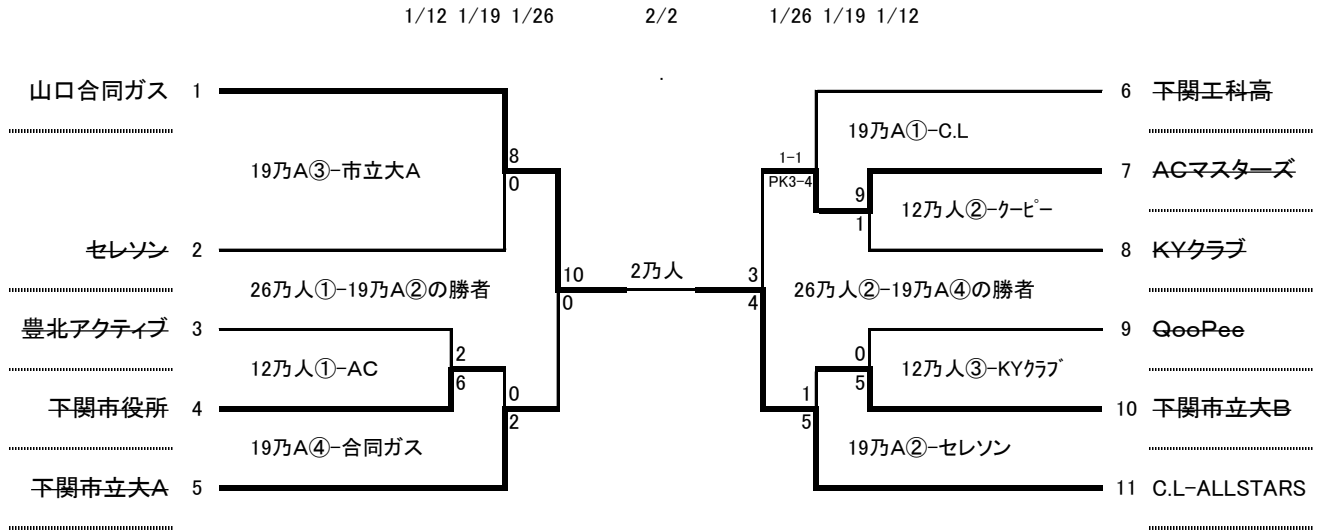 1/12 1/19 1/26 2/2 1/26 1/19 1/12
山口合同ガス 1
6 下関工科高
19乃A①-C.L
8
1-1
19乃A③-市立大A
7 ACマスターズ
0
PK3-4
9
12乃人②-クーピー
1
セレソン 2
8 KYクラブ
10 2乃人 3
26乃人①-19乃A②の勝者
26乃人②-19乃A④の勝者
0
4
豊北アクティブ 3
9 QooPee
2
0
12乃人①-AC
12乃人③-KYクラブ
6
5
0
1
下関市役所 4
10 下関市立大B
2
5
19乃A④-合同ガス
19乃A②-セレソン
下関市立大A 5
11 C.L-ALLSTARS